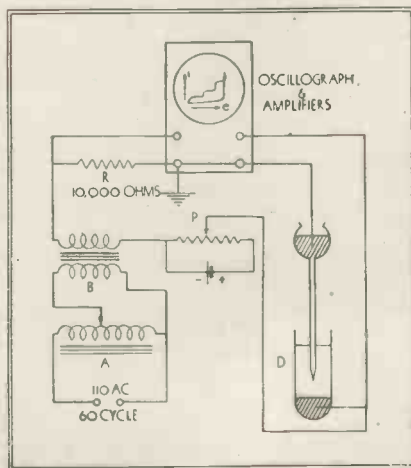 i
e
OSCILLOGRAPH
&
AMPLIFIERS
R
10,000 OHMS
P
B
- +
D
A
110 AC
60 CYCLE